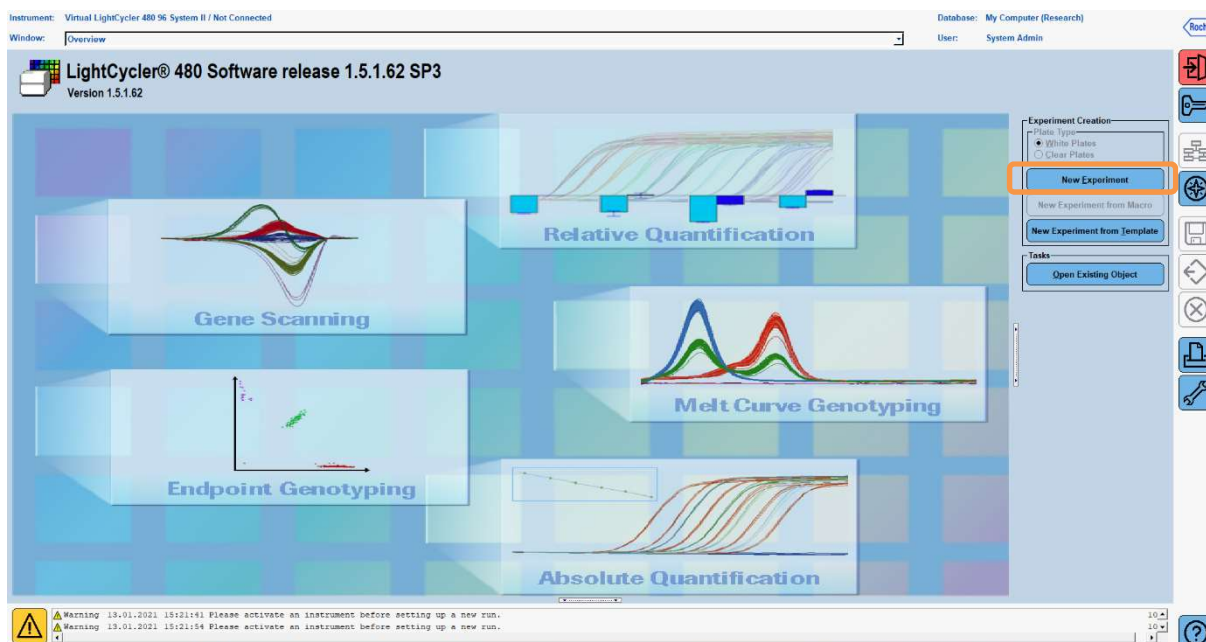 Instrument: Virtual LightCycler 480 96 System II / Not Connected
Database: My Computer (Research)
Window: Overview
User: System Admin
LightCycler® 480 Software release 1.5.1.62 SP3
Version 1.5.1.62
Experiment Creation
Plate Type
White Plates
Clear Plates
New Experiment
New Experiment from Macro
New Experiment from Template
Tasks
Open Existing Object
Relative Quantification
Gene Scanning
Melt Curve Genotyping
Endpoint Genotyping
Absolute Quantification
Warning 13.01.2021 15:21:41 Please activate an instrument before setting up a new run. 10
Warning 13.01.2021 15:21:54 Please activate an instrument before setting up a new run. 10